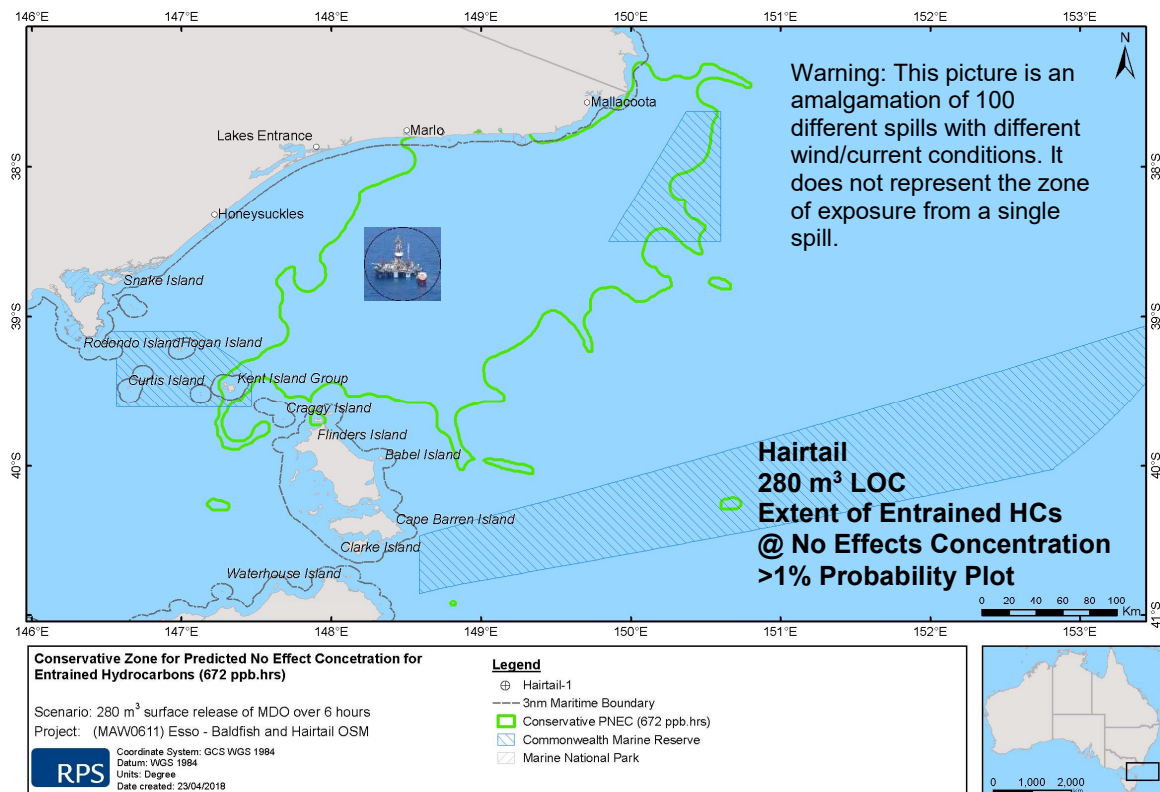 146°E 147°E 148°E 149°E 150°E 151°E 152°E 153°E
N
Warning: This picture is an
amalgamation of 100
different spills with different
wind/current conditions. It
does not represent the zone
of exposure from a single
spill.
Mallacoota
Marlo
Lakes Entrance
38°S 38°S
Honeysuckles
Snake Island
39°S 39°S
Rodondo Island
Hogan Island
Curtis Island
Kent Island Group
Craggy Island
Flinders Island
Babel Island
40°S 40°S
Hairtail
280 m³ LOC
Extent of Entrained HCs
@ No Effects Concentration
>1% Probability Plot
Cape Barren Island
Clarke Island
Waterhouse Island
0 20 40 60 80 100
Km
41°S 41°S
146°E 147°E 148°E 149°E 150°E 151°E 152°E 153°E
Conservative Zone for Predicted No Effect Concetration for
Entrained Hydrocarbons (672 ppb.hrs)
Scenario: 280 m³ surface release of MDO over 6 hours
Project: (MAW0611) Esso - Baldfish and Hairtail OSM
RPS
Coordinate System: GCS WGS 1984
Datum: WGS 1984
Units: Degree
Date created: 23/04/2018
Legend
Hairtail-1
3nm Maritime Boundary
Conservative PNEC (672 ppb.hrs)
Commonwealth Marine Reserve
Marine National Park
0 1,000 2,000
km